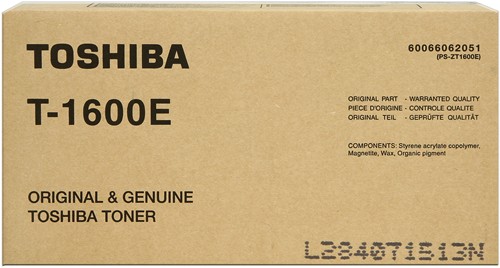 TOSHIBA
T-1600E
ORIGINAL & GENUINE
TOSHIBA TONER
60066062051
(PS-ZT1600E)
ORIGINAL PART - WARRANTED QUALITY
PIECE D'ORIGINE - CONTROLE QUALITE
ORIGINAL TEIL - GEPRÜFTE QUALITÄT
COMPONENTS: Styrene acrylate copolymer,
Magnetite, Wax, Organic pigment
L284071513N